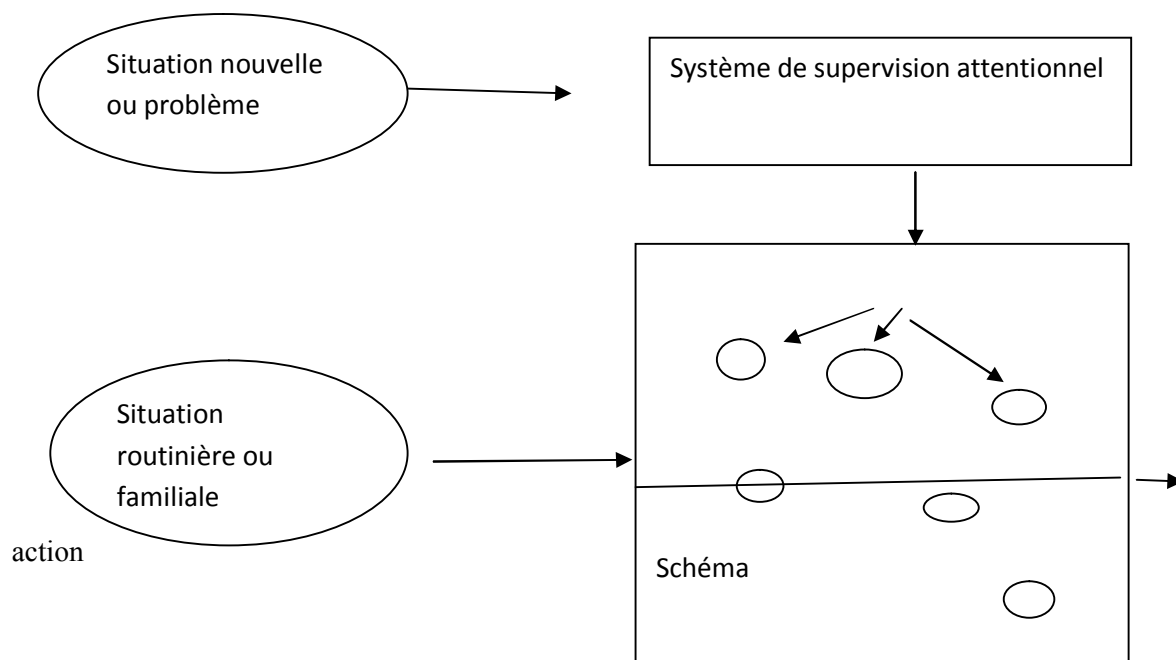 Situation nouvelle
ou problème
Système de supervision attentionnel
Situation
routinière ou
familiale
action
Schéma